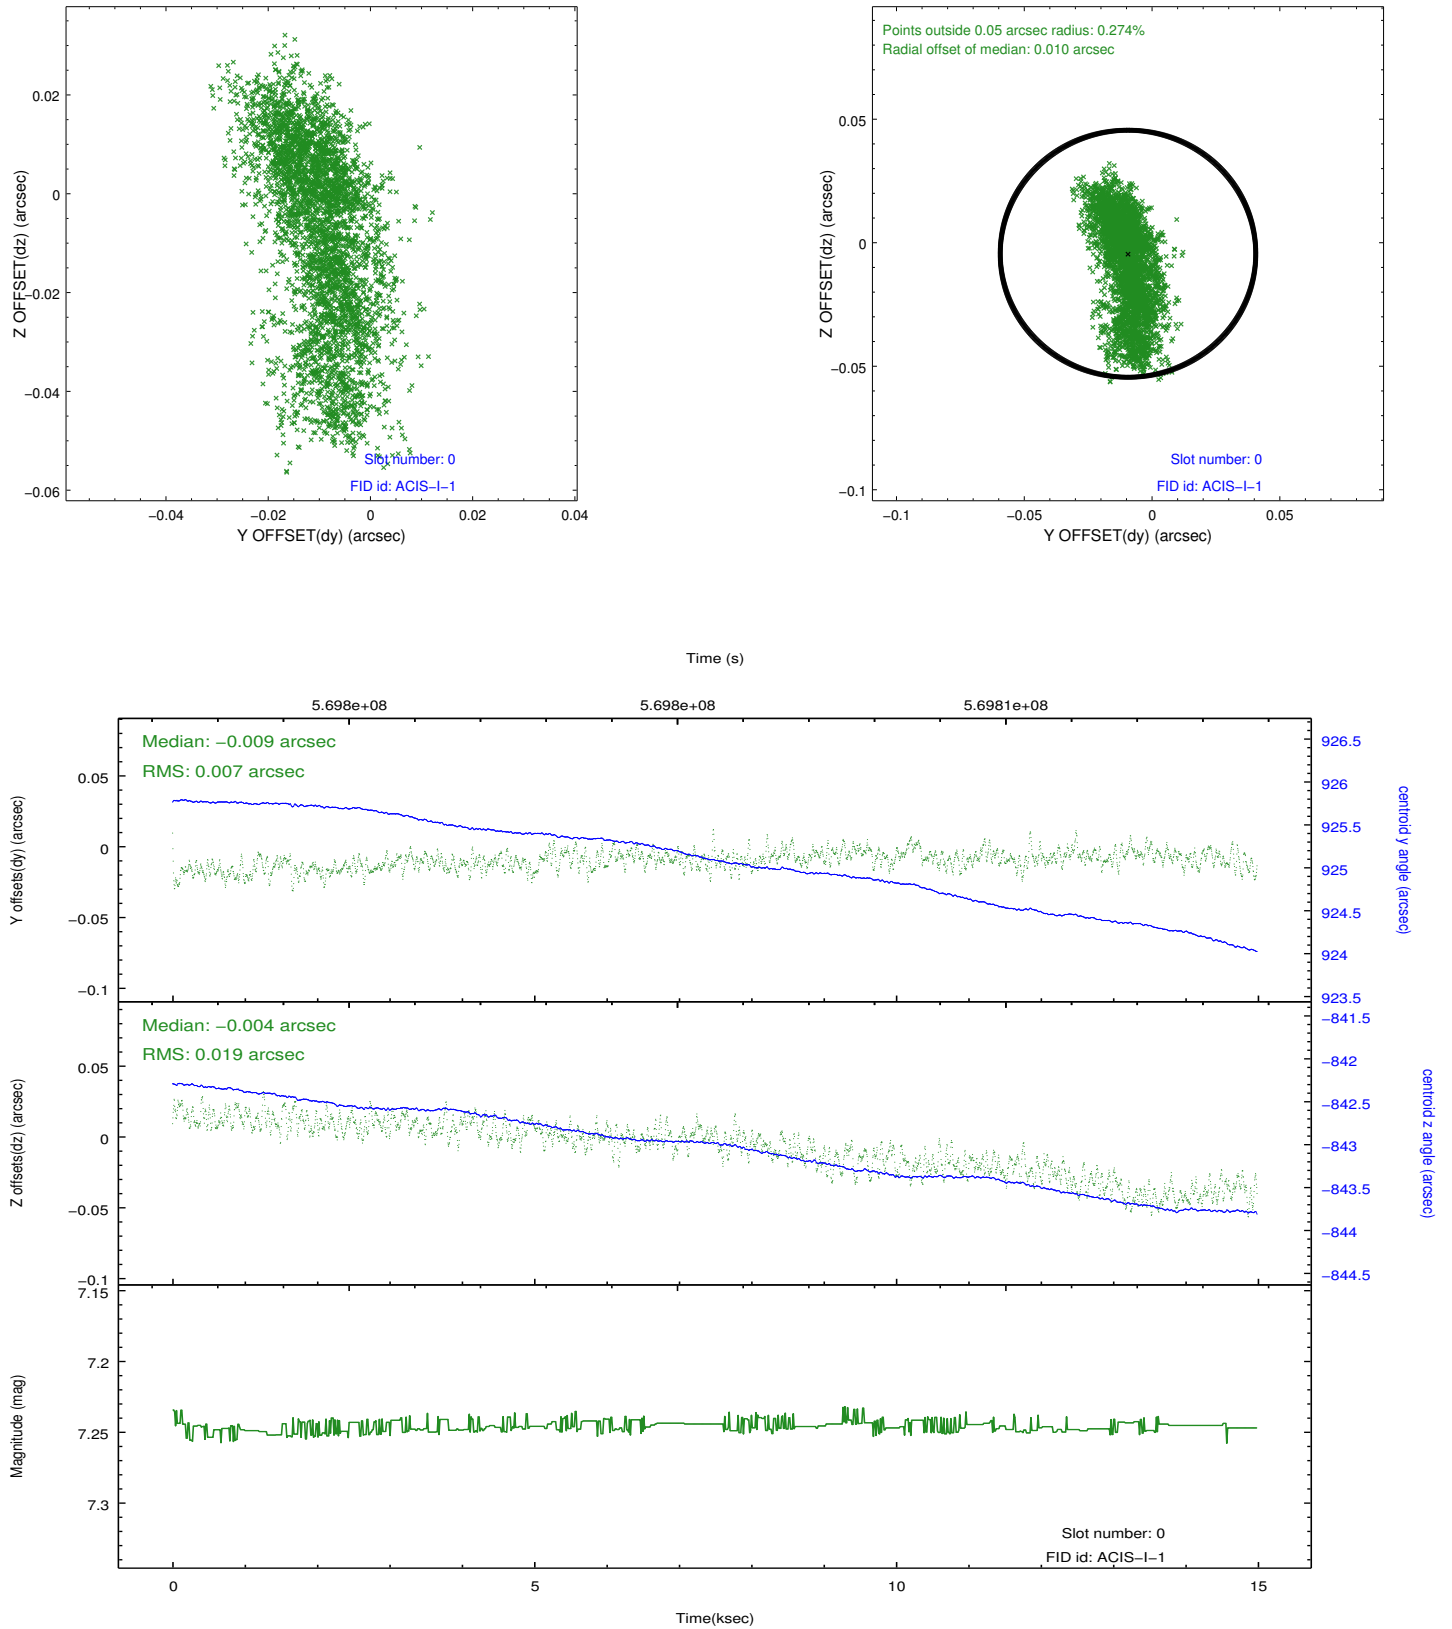 0.02
0
−0.02
−0.04
−0.06
Z OFFSET(dz) (arcsec)
Slot number: 0
FID id: ACIS−I−1
−0.04
−0.02
0
0.02
0.04
Y OFFSET(dy) (arcsec)
Points outside 0.05 arcsec radius: 0.274%
Radial offset of median: 0.010 arcsec
0.05
0
−0.05
−0.1
Z OFFSET(dz) (arcsec)
Slot number: 0
FID id: ACIS−I−1
−0.1
−0.05
0
0.05
Y OFFSET(dy) (arcsec)
Time (s)
5.698e+08
5.698e+08
5.6981e+08
Median: −0.009 arcsec
RMS: 0.007 arcsec
0.05
0
−0.05
−0.1
Y offsets(dy) (arcsec)
926.5
926
925.5
925
924.5
924
923.5
centroid y angle (arcsec)
Median: −0.004 arcsec
RMS: 0.019 arcsec
0.05
0
−0.05
−0.1
Z offsets(dz) (arcsec)
−841.5
−842
−842.5
−843
−843.5
−844
−844.5
centroid z angle (arcsec)
7.15
7.2
7.25
7.3
Magnitude (mag)
Slot number: 0
FID id: ACIS−I−1
0
5
10
15
Time(ksec)